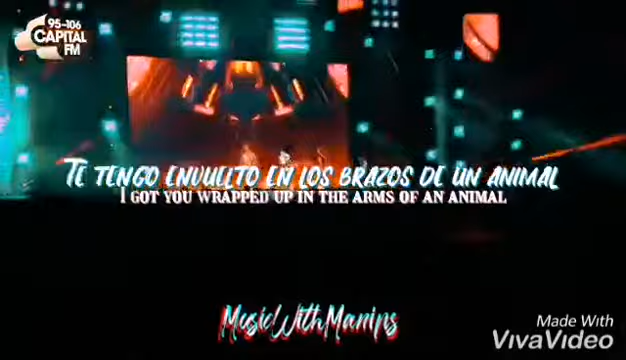 95-106
CAPITAL
FM
TE TENGO ENVUELTO EN LOS BRAZOS DE UN ANIMAL
I GOT YOU WRAPPED UP IN THE ARMS OF AN ANIMAL
MusicWithManips
Made With
VivaVideo